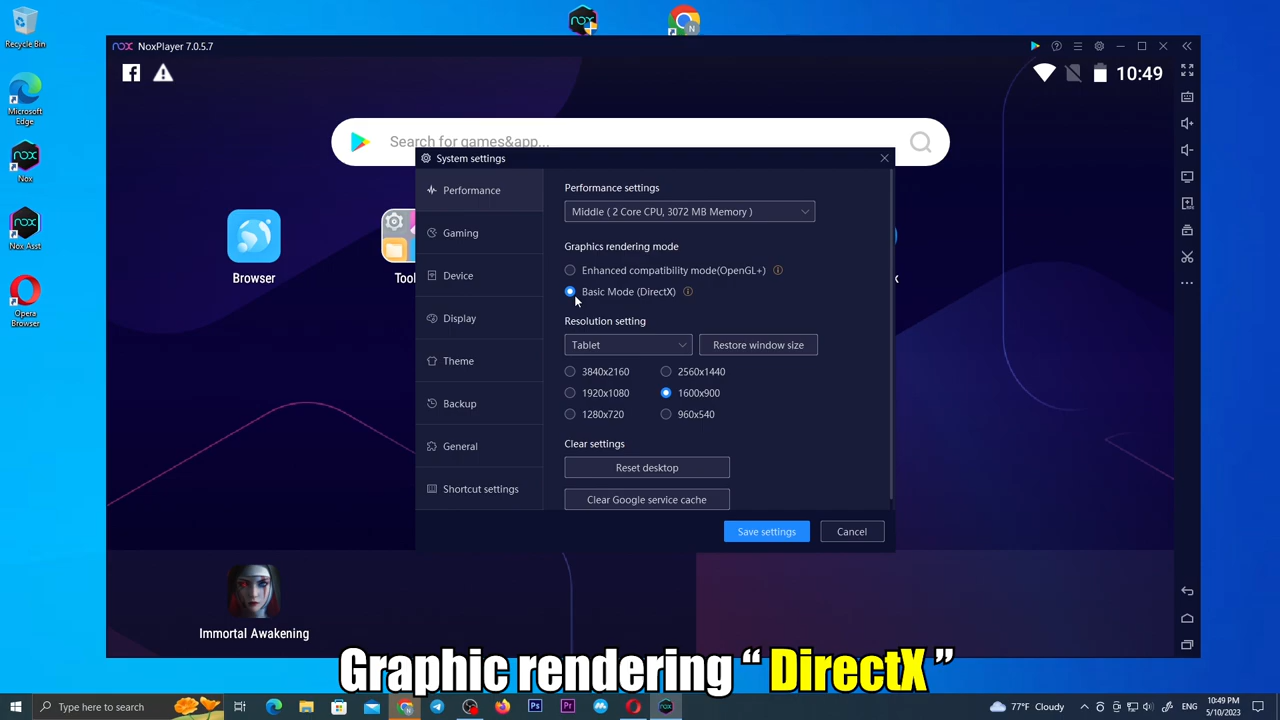 Recycle Bin
Microsoft
Edge
Nox
Nox Asst
Opera
Browser
nox NoxPlayer 7.0.5.7
10:49
Search for games&app...
Browser
Tool
x
System settings
Performance
Gaming
Device
Display
Theme
Backup
General
Shortcut settings
Performance settings
Middle ( 2 Core CPU, 3072 MB Memory )
Graphics rendering mode
Enhanced compatibility mode(OpenGL+)
Basic Mode (DirectX)
Resolution setting
Tablet Restore window size
3840x2160 2560x1440
1920x1080 1600x900
1280x720 960x540
Clear settings
Reset desktop
Clear Google service cache
Save settings Cancel
Immortal Awakening
Graphic rendering “ DirectX ”
Type here to search
77°F Cloudy
10:49 PM
5/10/2023